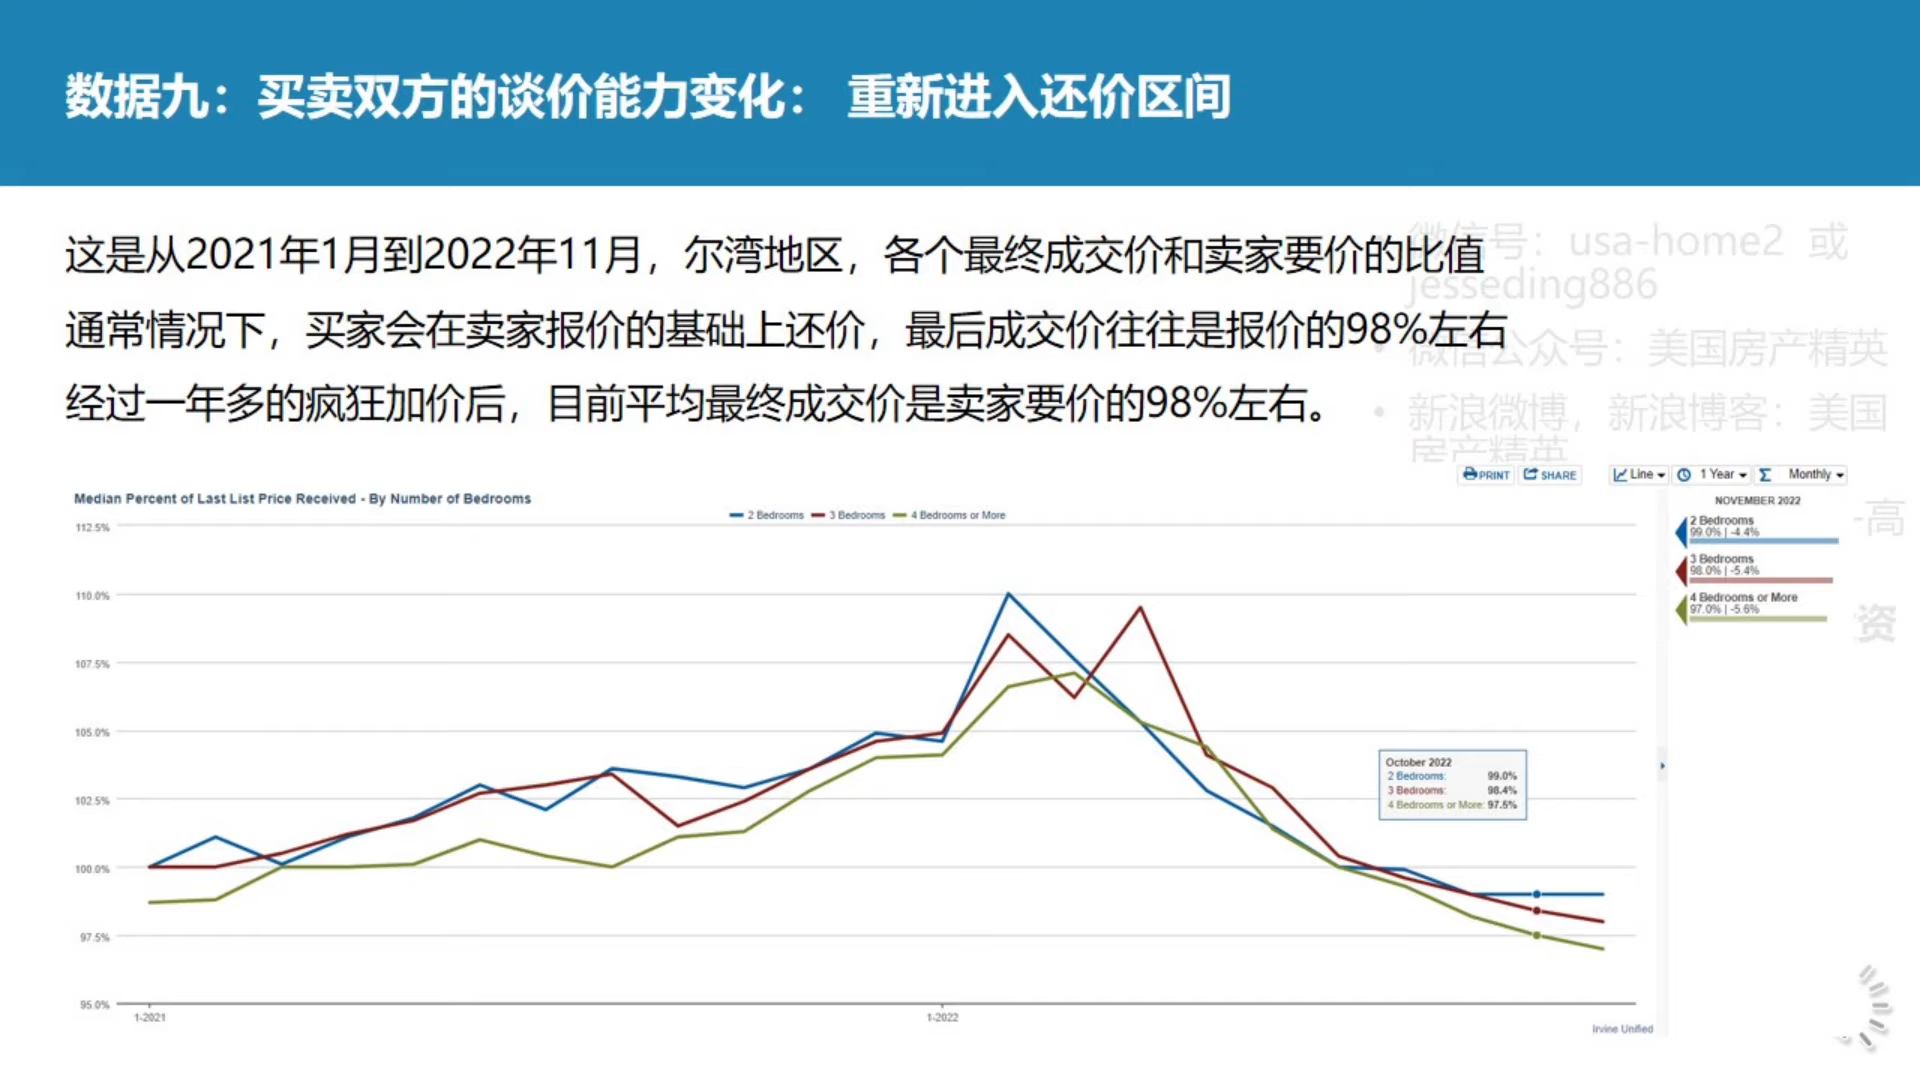 数据九：买卖双方的谈价能力变化： 重新进入还价区间
这是从2021年1月到2022年11月，尔湾地区，各个最终成交价和卖家要价的比值
通常情况下，买家会在卖家报价的基础上还价，最后成交价往往是报价的98%左右
经过一年多的疯狂加价后，目前平均最终成交价是卖家要价的98%左右。
微信号：usa-home2 或
jesseding886
• 微信公众号：美国房产精英
• 新浪微博，新浪博客：美国
房产精英
-高
资
PRINT SHARE Line 1 Year Monthly
Median Percent of Last List Price Received - By Number of Bedrooms
2 Bedrooms 3 Bedrooms 4 Bedrooms or More
NOVEMBER 2022
2 Bedrooms
99.0% | -4.4%
3 Bedrooms
98.0% | -5.4%
4 Bedrooms or More
97.0% | -5.6%
112.5%
110.0%
107.5%
105.0%
102.5%
100.0%
97.5%
95.0%
October 2022
2 Bedrooms: 99.0%
3 Bedrooms: 98.4%
4 Bedrooms or More: 97.5%
1-2021 1-2022
Irvine Unified